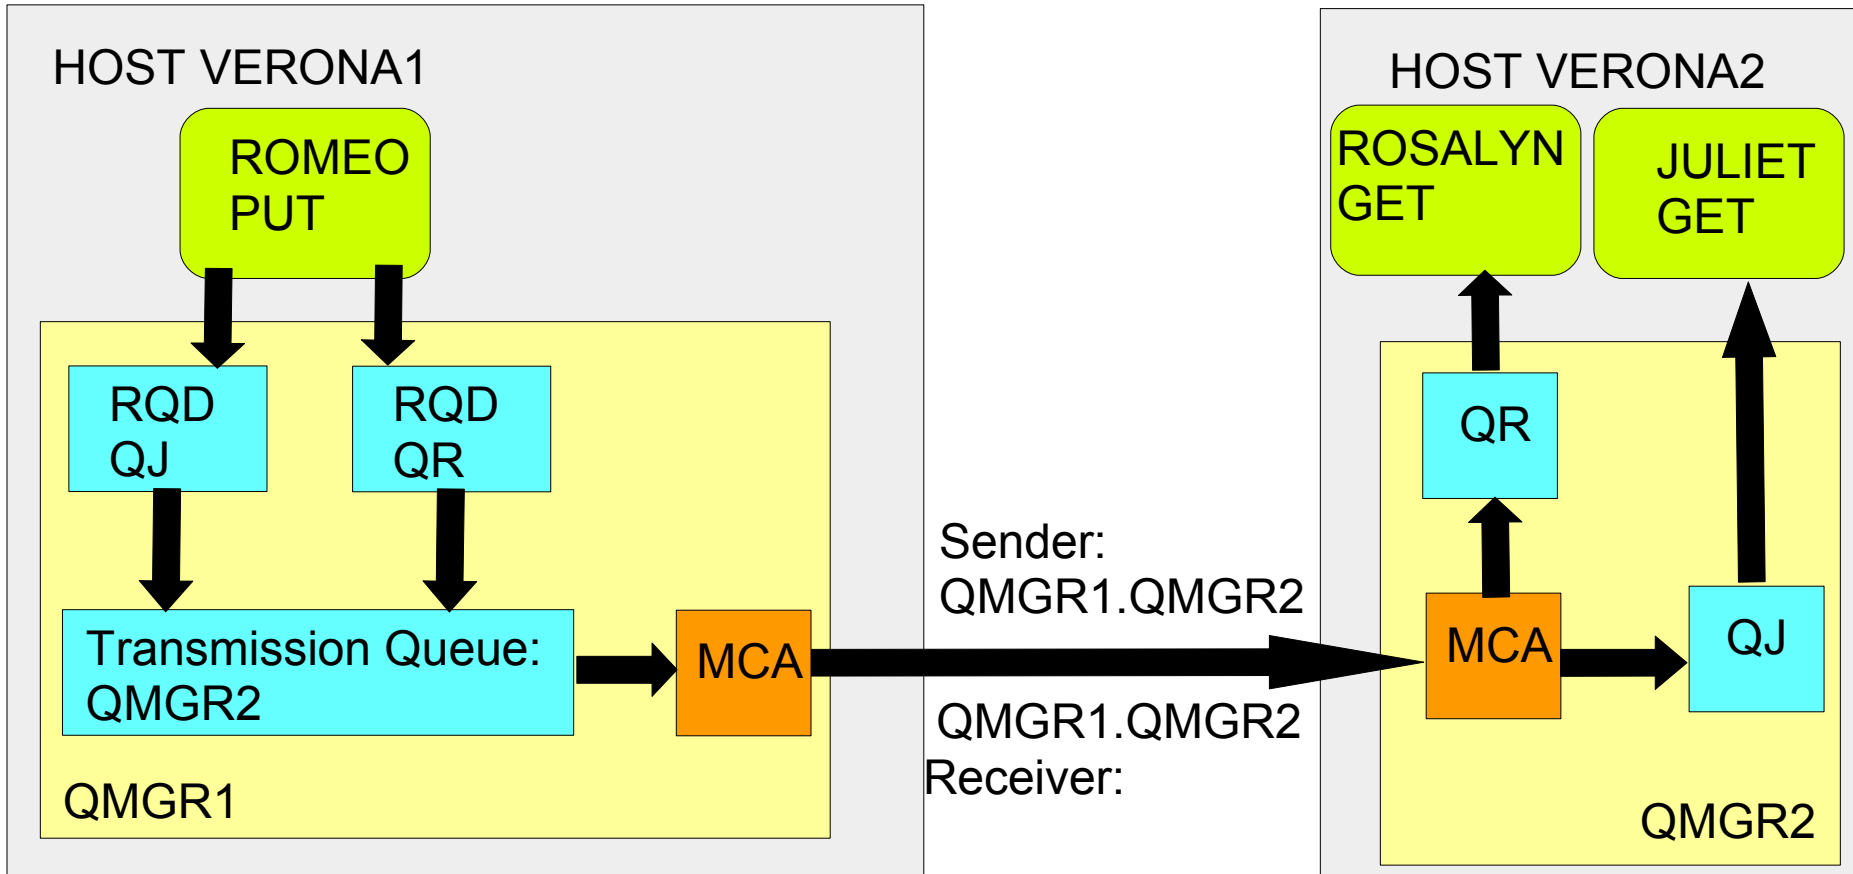 HOST VERONA1
ROMEO
PUT
RQD
QJ
RQD
QR
Transmission Queue:
QMGR2
MCA
QMGR1
Sender:
QMGR1.QMGR2
QMGR1.QMGR2
Receiver:
HOST VERONA2
ROSALYN
GET
JULIET
GET
QR
MCA
QJ
QMGR2